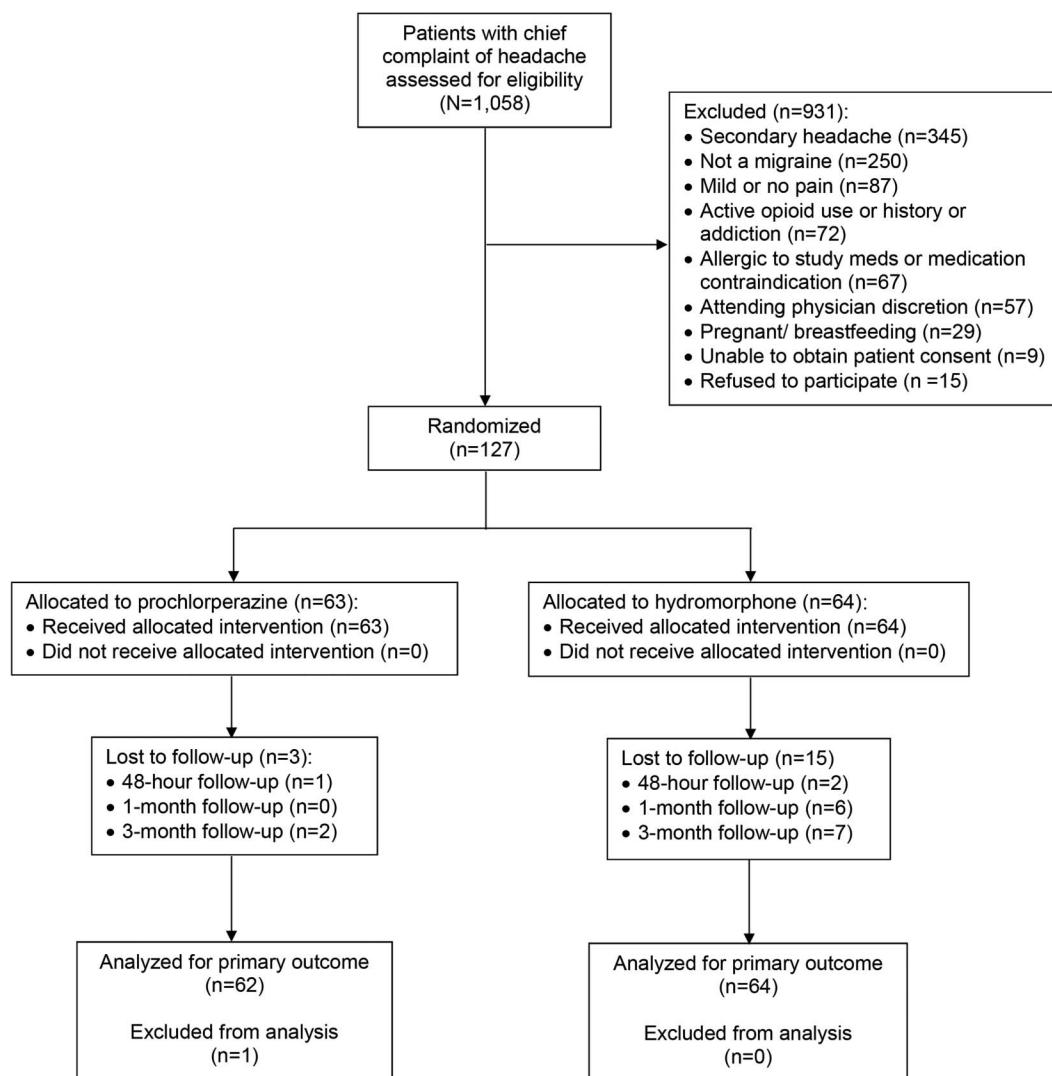 Patients with chief
complaint of headache
assessed for eligibility
(N=1,058)
Excluded (n=931):
• Secondary headache (n=345)
• Not a migraine (n=250)
• Mild or no pain (n=87)
• Active opioid use or history or
addiction (n=72)
• Allergic to study meds or medication
contraindication (n=67)
• Attending physician discretion (n=57)
• Pregnant/ breastfeeding (n=29)
• Unable to obtain patient consent (n=9)
• Refused to participate (n =15)
Randomized
(n=127)
Allocated to prochlorperazine (n=63):
• Received allocated intervention (n=63)
• Did not receive allocated intervention (n=0)
Allocated to hydromorphone (n=64):
• Received allocated intervention (n=64)
• Did not receive allocated intervention (n=0)
Lost to follow-up (n=3):
• 48-hour follow-up (n=1)
• 1-month follow-up (n=0)
• 3-month follow-up (n=2)
Lost to follow-up (n=15)
• 48-hour follow-up (n=2)
• 1-month follow-up (n=6)
• 3-month follow-up (n=7)
Analyzed for primary outcome
(n=62)
Excluded from analysis
(n=1)
Analyzed for primary outcome
(n=64)
Excluded from analysis
(n=0)